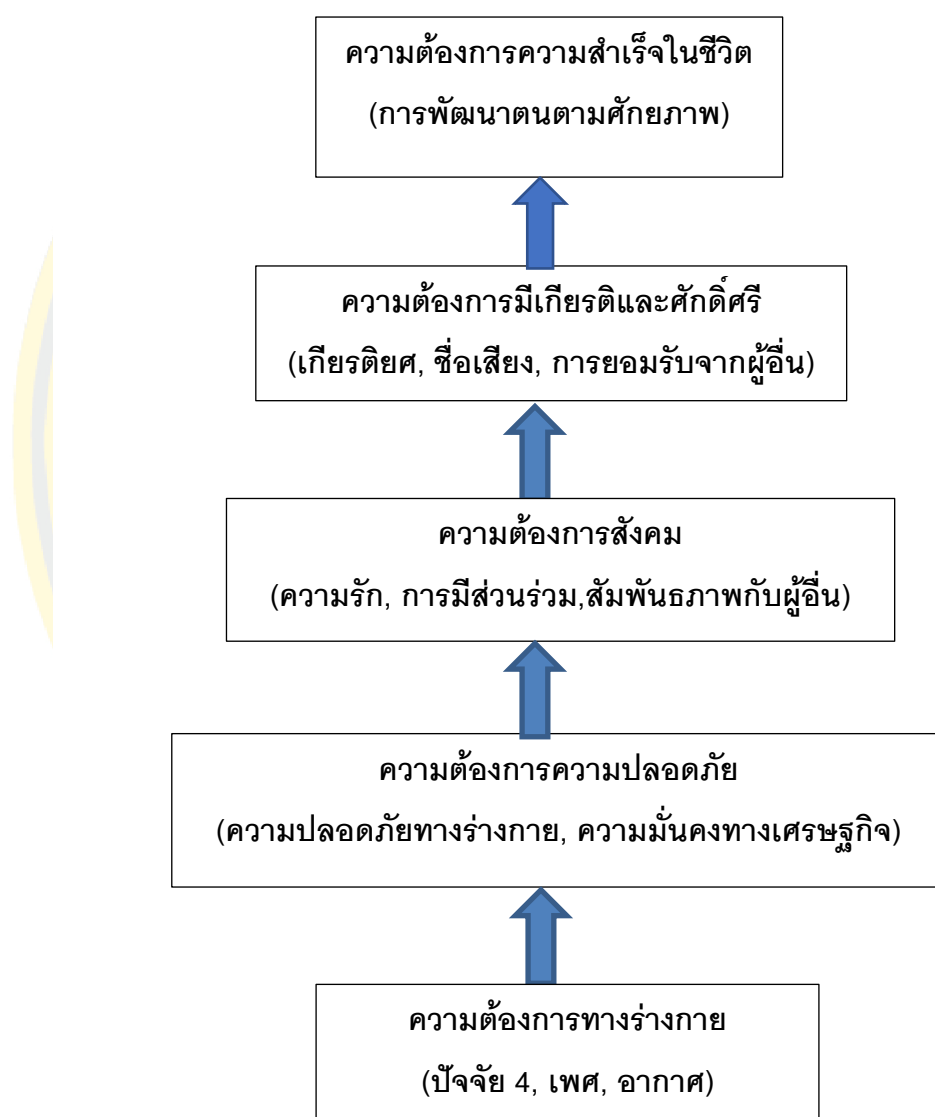 ความต้องการความสำเร็จในชีวิต
(การพัฒนาตนตามศักยภาพ)
ความต้องการมีเกียรติและศักดิ์ศรี
(เกียรติยศ, ชื่อเสียง, การยอมรับจากผู้อื่น)
ความต้องการสังคม
(ความรัก, การมีส่วนร่วม,สัมพันธภาพกับผู้อื่น)
ความต้องการความปลอดภัย
(ความปลอดภัยทางร่างกาย, ความมั่นคงทางเศรษฐกิจ)
ความต้องการทางร่างกาย
(ปัจจัย 4, เพศ, อากาศ)